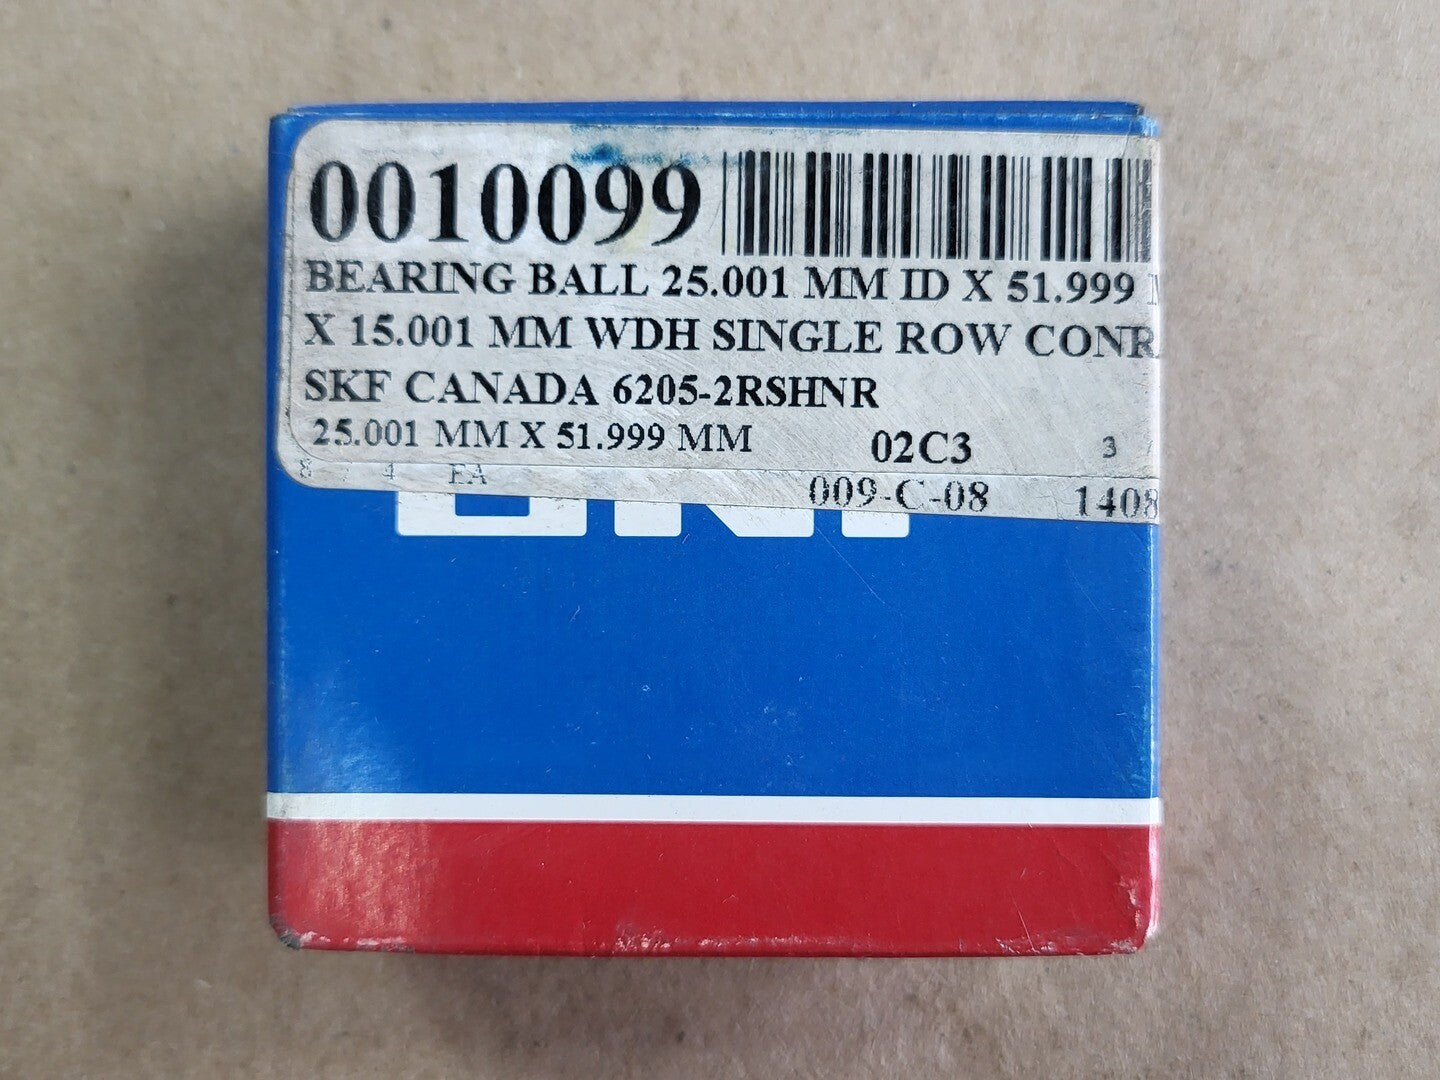 0010099
BEARING BALL 25.001 MM ID X 51.999
X 15.001 MM WDH SINGLE ROW CONR
SKF CANADA 6205-2RSHNR
25.001 MM X 51.999 MM 02C3 3
4 EA 009-C-08 1408